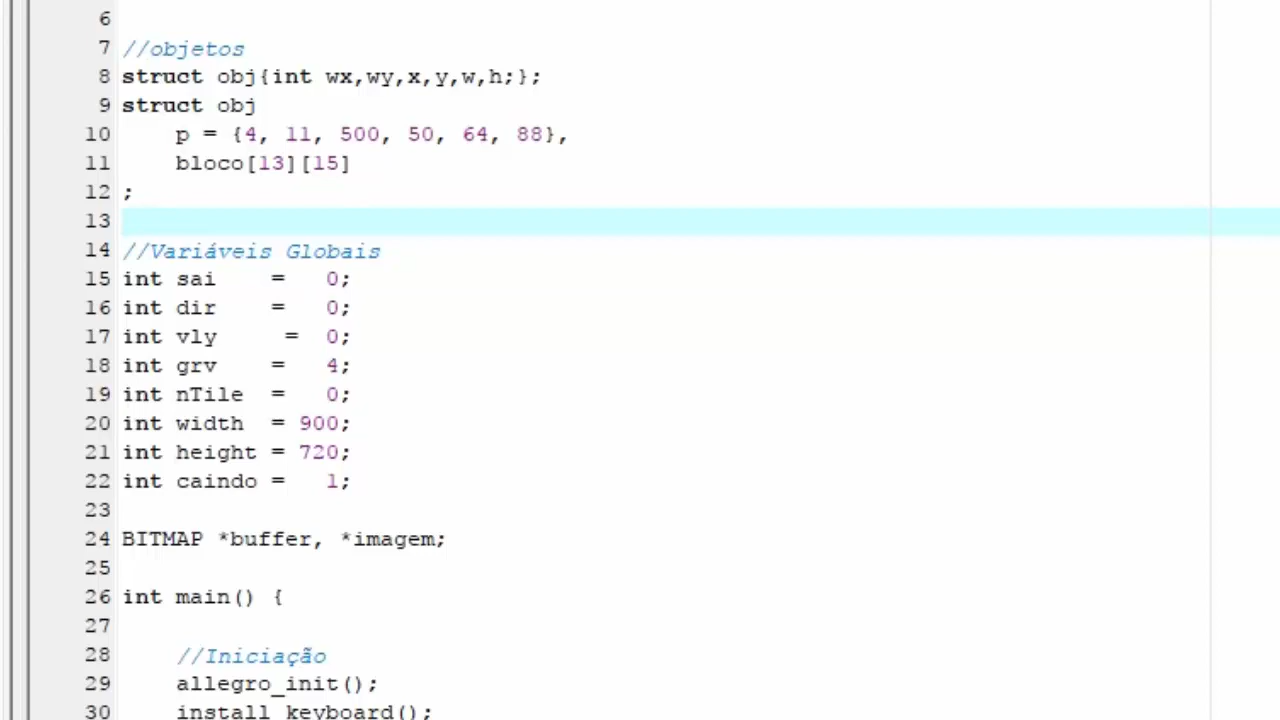 6
7 //objetos
8 struct obj{int wx,wy,x,y,w,h;};
9 struct obj
10     p = {4, 11, 500, 50, 64, 88},
11     bloco[13][15]
12 ;
13
14 //Variáveis Globais
15 int sai    =   0;
16 int dir    =   0;
17 int vly     =  0;
18 int grv    =   4;
19 int nTile  =   0;
20 int width  = 900;
21 int height = 720;
22 int caindo =   1;
23
24 BITMAP *buffer, *imagem;
25
26 int main() {
27
28     //Iniciação
29     allegro_init();
30     install_keyboard();